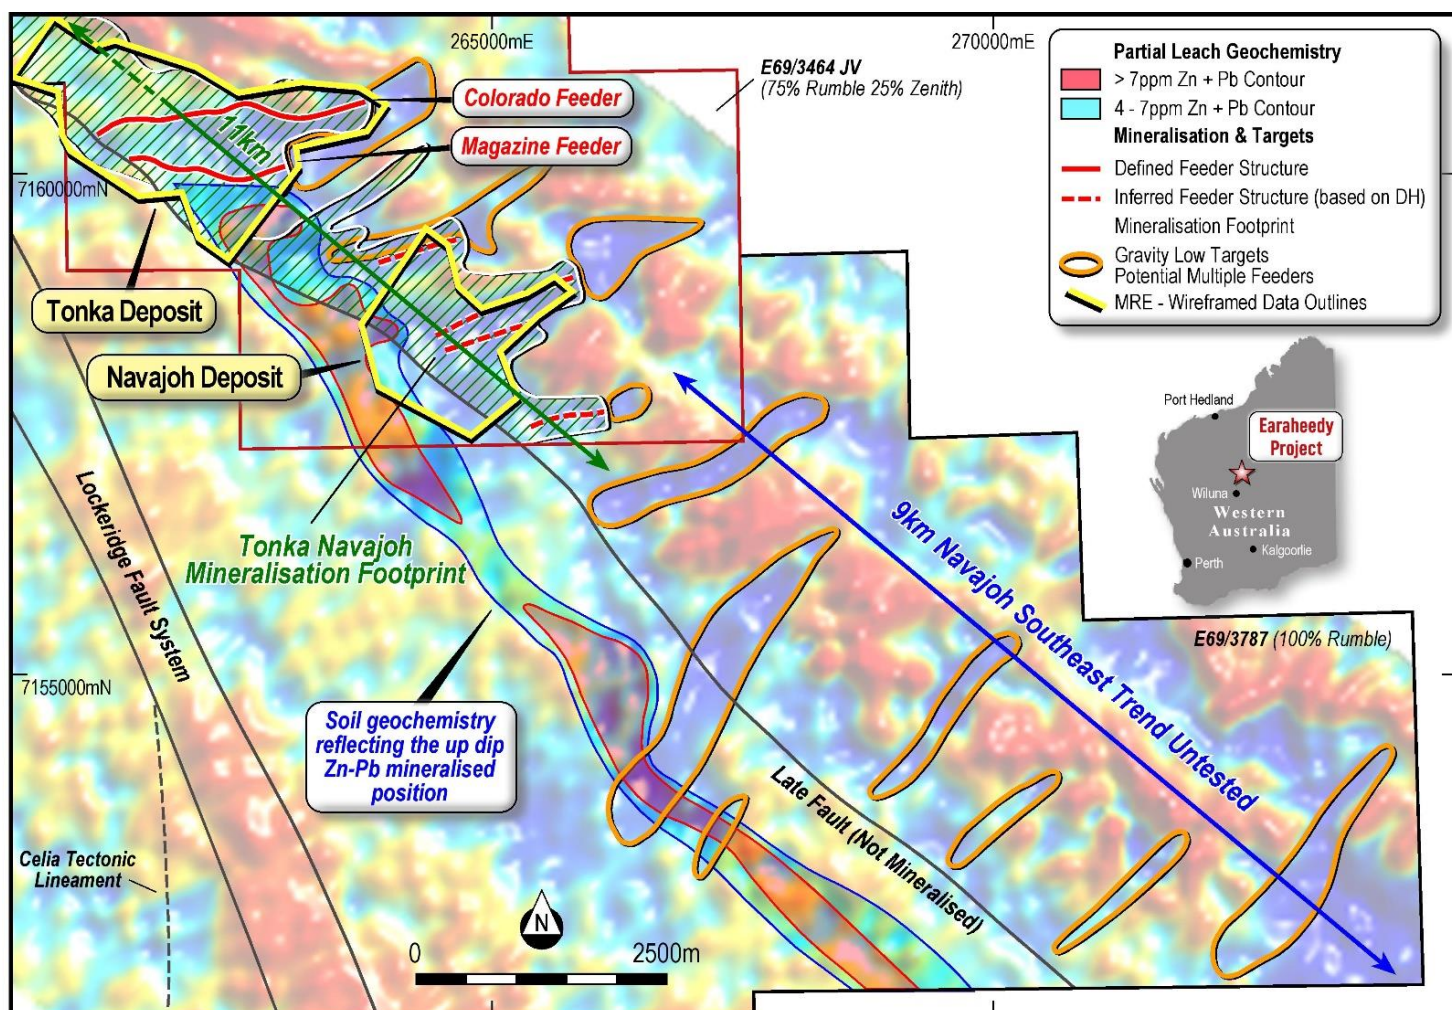 265000mE
270000mE
E69/3464 JV
(75% Rumble 25% Zenith)
Partial Leach Geochemistry
> 7ppm Zn + Pb Contour
4 - 7ppm Zn + Pb Contour
Mineralisation & Targets
Defined Feeder Structure
Inferred Feeder Structure (based on DH)
Mineralisation Footprint
Gravity Low Targets
Potential Multiple Feeders
MRE - Wireframed Data Outlines
Colorado Feeder
11km
Magazine Feeder
7160000mN
Tonka Deposit
Navajoh Deposit
Port Hedland
Earaheedy
Project
Wiluna
Western
Australia
Kalgoorlie
Perth
Lockeridge Fault System
Tonka Navajoh
Mineralisation Footprint
9km Navajoh Southeast Trend Untested
E69/3787 (100% Rumble)
7155000mN
Soil geochemistry
reflecting the up dip
Zn-Pb mineralised
position
Late Fault (Not Mineralised)
Celia Tectonic
Lineament
N
0
2500m